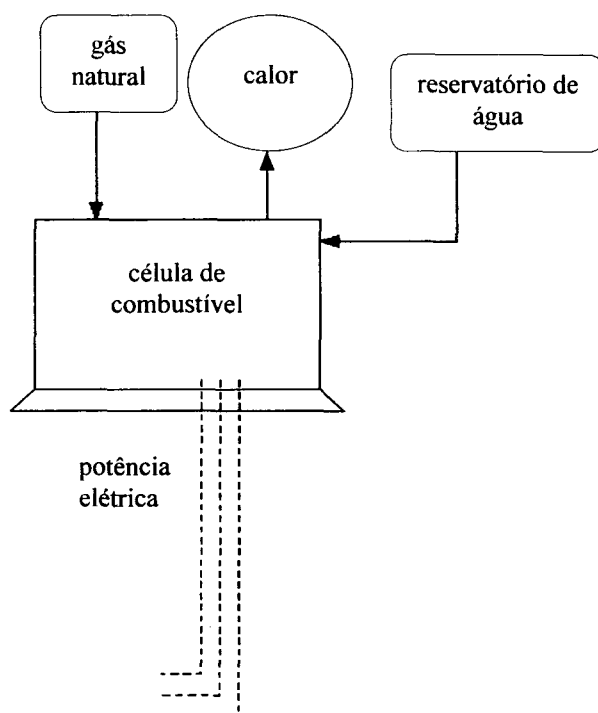 gás
natural
calor
reservatório de
água
célula de
combustível
potência
elétrica